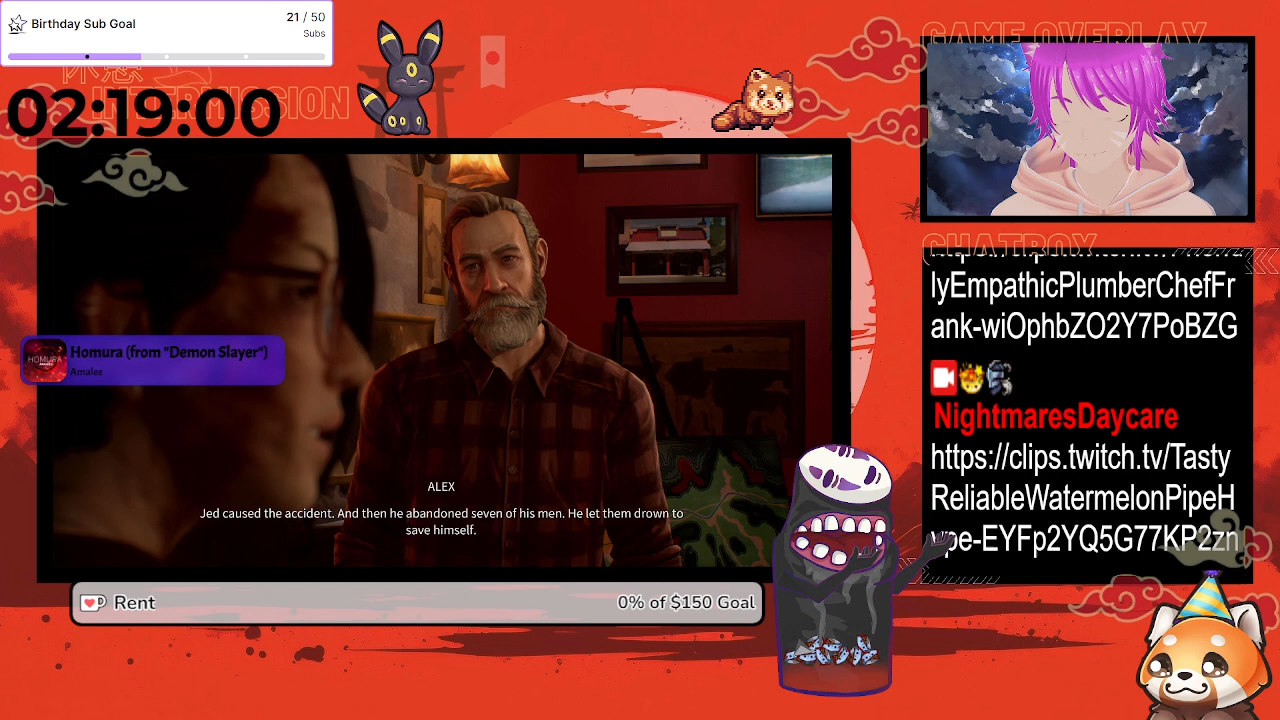 Birthday Sub Goal
21 / 50
Subs
GAME OVERLAY
INTERMISSION
02:19:00
Homura (from "Demon Slayer")
Amalee
HOMURA
ALEX
Jed caused the accident. And then he abandoned seven of his men. He let them drown to
save himself.
Rent
0% of $150 Goal
CHATBOX
lyEmpathicPlumberChefFr
ank-wiOphbZO2Y7PoBZG
NightmaresDaycare
https://clips.twitch.tv/Tasty
ReliableWatermelonPipeH
ype-EYFp2YQ5G77KP2zn